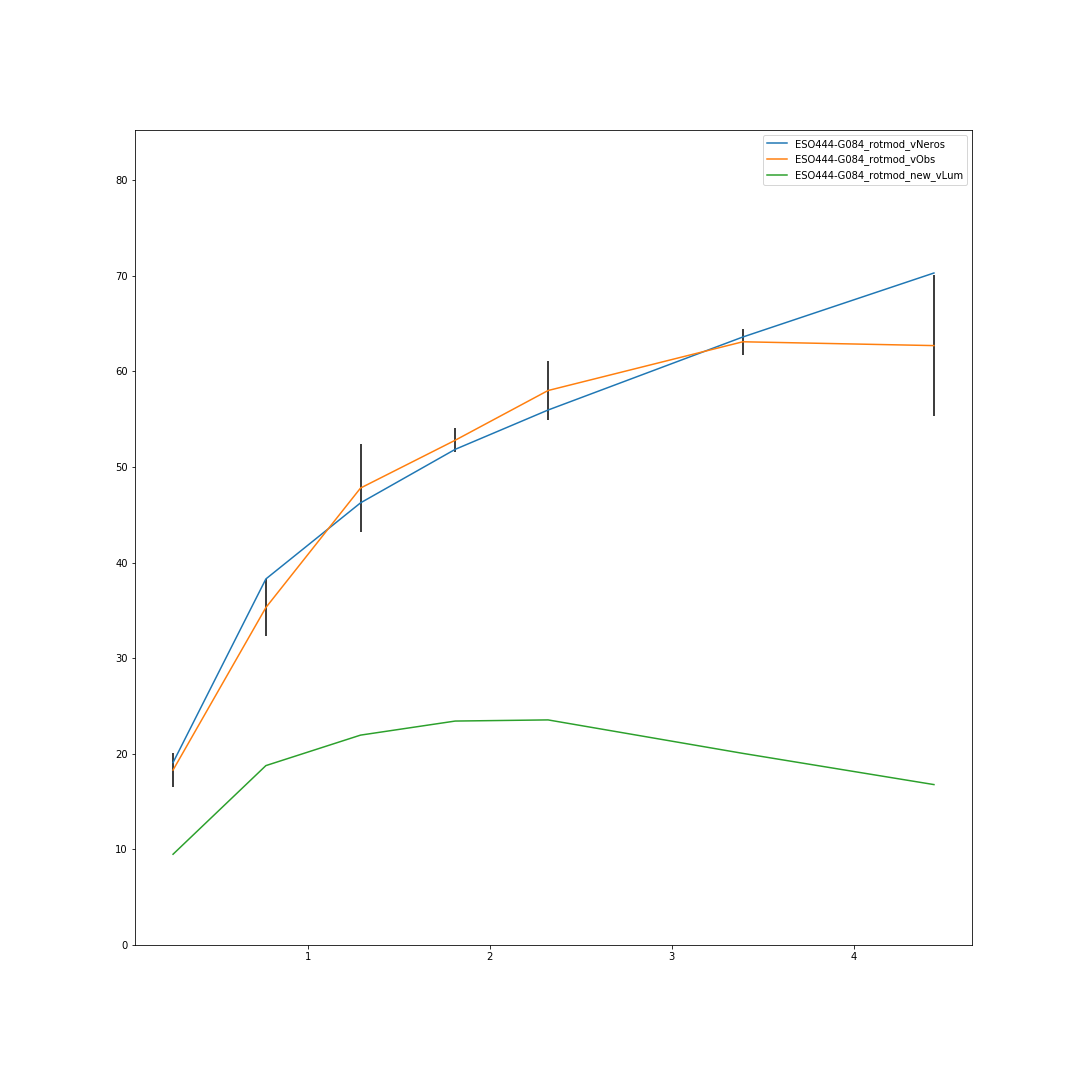 ESO444-G084_rotmod_vNeros
ESO444-G084_rotmod_vObs
ESO444-G084_rotmod_new_vLum
80
70
60
50
40
30
20
10
0
1 2 3 4